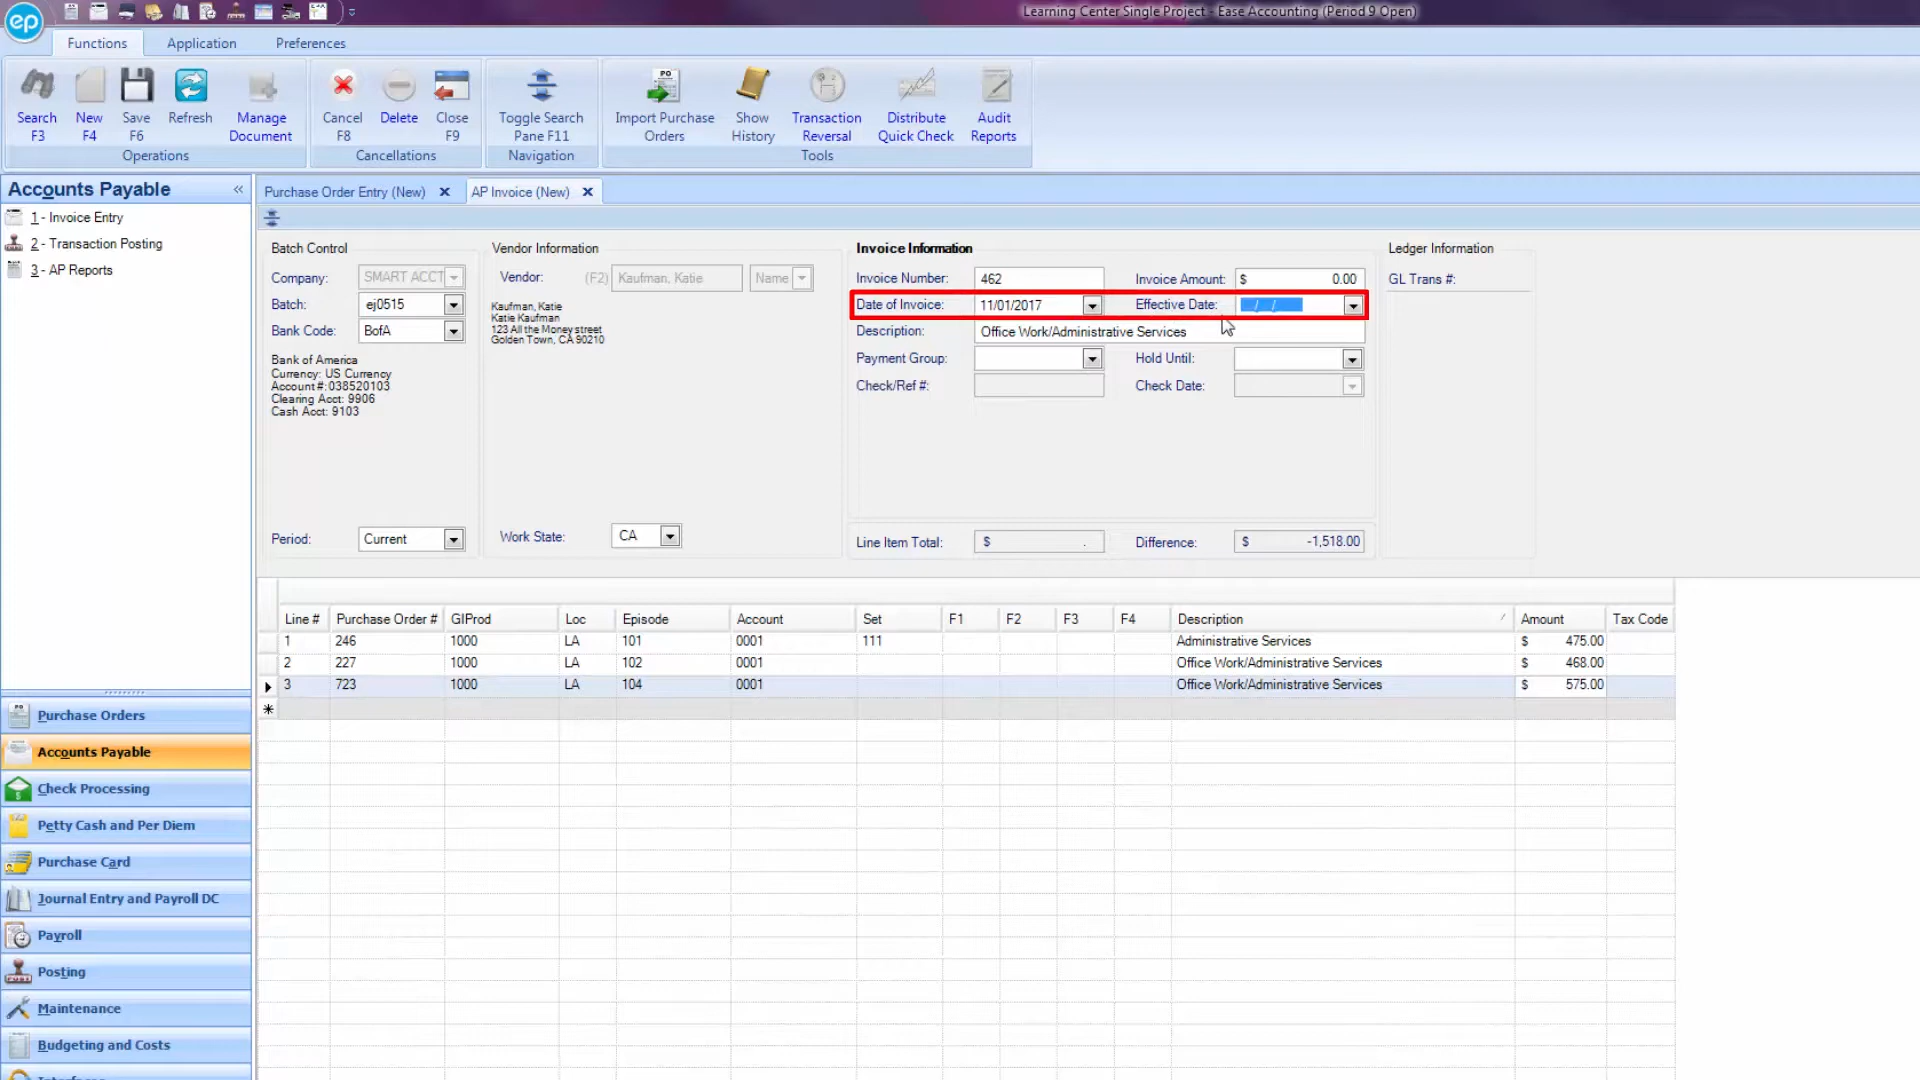 Learning Center Single Project - Ease Accounting (Period 9 Open)
ep
Functions Application Preferences
Search F3
New F4
Save F6
Refresh
Manage Document
Operations
Cancel F8
Delete
Close F9
Cancellations
Toggle Search Pane F11
Navigation
PO
Import Purchase Orders
Show History
Transaction Reversal
Distribute Quick Check
Audit Reports
Tools
Accounts Payable «
1 - Invoice Entry
2 - Transaction Posting
3 - AP Reports
Purchase Orders
Accounts Payable
Check Processing
Petty Cash and Per Diem
Purchase Card
Journal Entry and Payroll DC
Payroll
Posting
Maintenance
Budgeting and Costs
Purchase Order Entry (New) AP Invoice (New)
Batch Control
Company: SMART ACCT
Batch: ej0515
Bank Code: BofA
Bank of America
Currency: US Currency
Account #: 038520103
Clearing Acct: 9906
Cash Acct: 9103
Period: Current
Vendor Information
Vendor: (F2) Kaufman, Katie Name
Kaufman, Katie
Katie Kaufman
123 All the Money street
Golden Town, CA 90210
Work State: CA
Invoice Information
Invoice Number: 462 Invoice Amount: $ 0.00
Date of Invoice: 11/01/2017 Effective Date: / /
Description: Office Work/Administrative Services
Payment Group: Hold Until:
Check/Ref #: Check Date:
Line Item Total: $ . Difference: $ -1,518.00
Ledger Information
GL Trans #:
Line # Purchase Order # GlProd Loc Episode Account Set F1 F2 F3 F4 Description Amount Tax Code
1 246 1000 LA 101 0001 111 Administrative Services $ 475.00
2 227 1000 LA 102 0001 Office Work/Administrative Services $ 468.00
3 723 1000 LA 104 0001 Office Work/Administrative Services $ 575.00